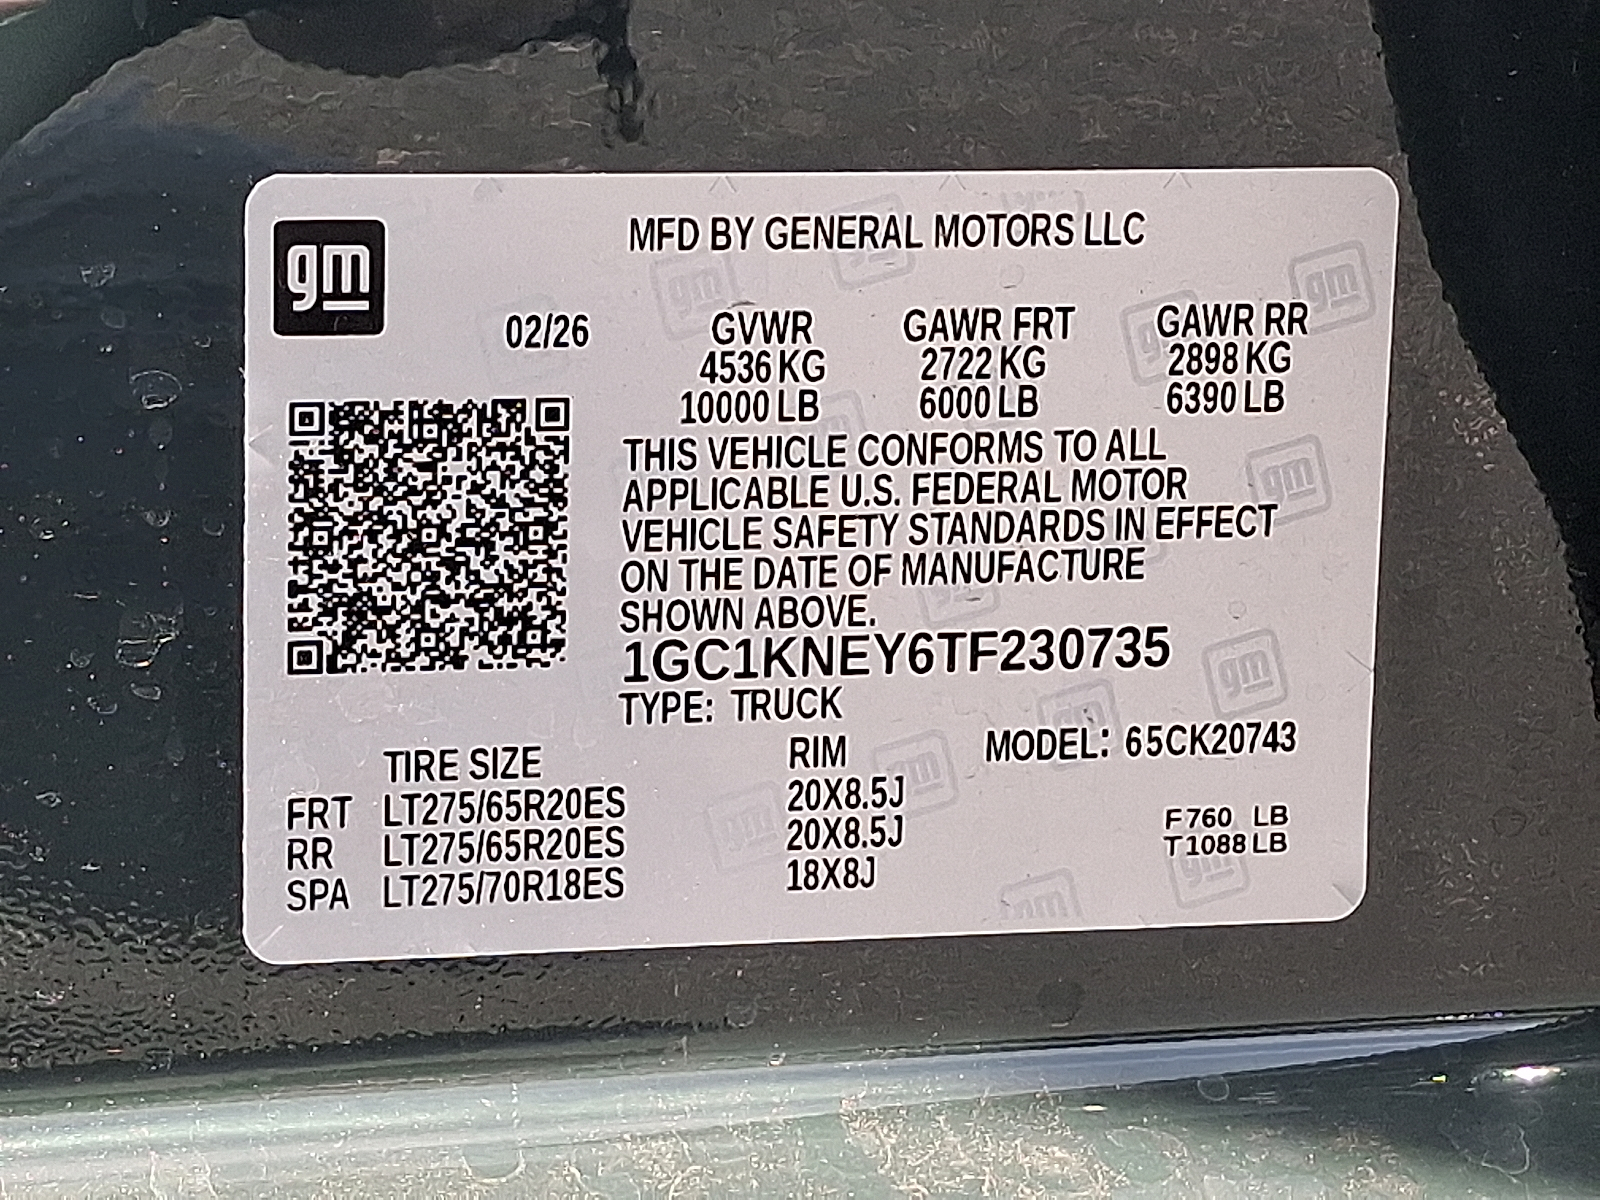 gm
MFD BY GENERAL MOTORS LLC
02/26 GVWR GAWR FRT GAWR RR
4536 KG 2722 KG 2898 KG
10000 LB 6000 LB 6390 LB
THIS VEHICLE CONFORMS TO ALL
APPLICABLE U.S. FEDERAL MOTOR
VEHICLE SAFETY STANDARDS IN EFFECT
ON THE DATE OF MANUFACTURE
SHOWN ABOVE.
1GC1KNEY6TF230735
TYPE: TRUCK
TIRE SIZE RIM MODEL: 65CK20743
FRT LT275/65R20ES 20X8.5J
RR LT275/65R20ES 20X8.5J
SPA LT275/70R18ES 18X8J
F 760 LB
T 1088 LB